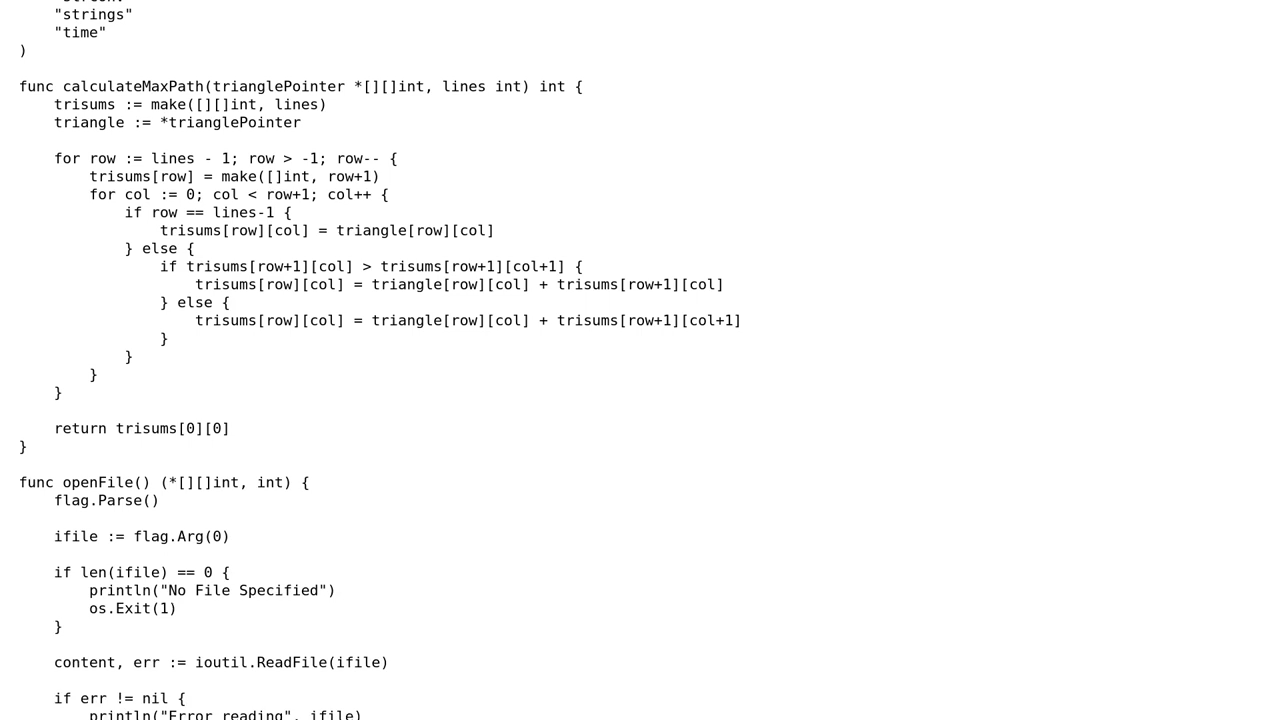 "strings"
"time"
)
func calculateMaxPath(trianglePointer *[][]int, lines int) int {
trisums := make([][]int, lines)
triangle := *trianglePointer
for row := lines - 1; row > -1; row-- {
trisums[row] = make([]int, row+1)
for col := 0; col < row+1; col++ {
if row == lines-1 {
trisums[row][col] = triangle[row][col]
} else {
if trisums[row+1][col] > trisums[row+1][col+1] {
trisums[row][col] = triangle[row][col] + trisums[row+1][col]
} else {
trisums[row][col] = triangle[row][col] + trisums[row+1][col+1]
}
}
}
}
return trisums[0][0]
}
func openFile() (*[][]int, int) {
flag.Parse()
ifile := flag.Arg(0)
if len(ifile) == 0 {
println("No File Specified")
os.Exit(1)
}
content, err := ioutil.ReadFile(ifile)
if err != nil {
println("Error reading", ifile)